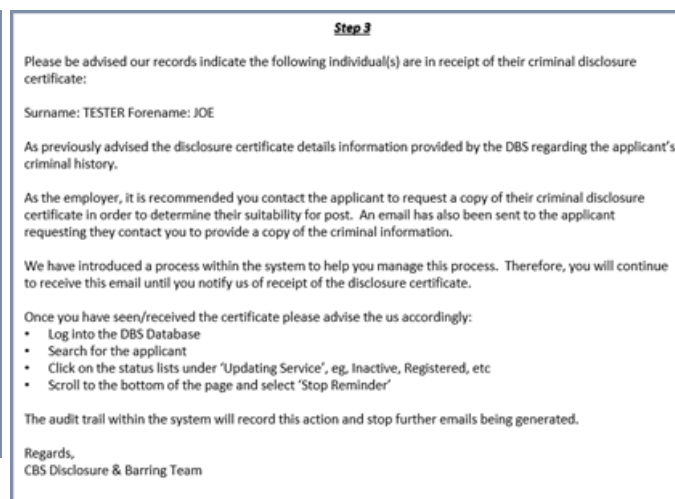 Step 3
Please be advised our records indicate the following individual(s) are in receipt of their criminal disclosure
certificate:
Surname: TESTER Forename: JOE
As previously advised the disclosure certificate details information provided by the DBS regarding the applicant's
criminal history.
As the employer, it is recommended you contact the applicant to request a copy of their criminal disclosure
certificate in order to determine their suitability for post. An email has also been sent to the applicant
requesting they contact you to provide a copy of the criminal information.
We have introduced a process within the system to help you manage this process. Therefore, you will continue
to receive this email until you notify us of receipt of the disclosure certificate.
Once you have seen/received the certificate please advise the us accordingly:
• Log into the DBS Database
• Search for the applicant
• Click on the status lists under 'Updating Service', eg, Inactive, Registered, etc
• Scroll to the bottom of the page and select 'Stop Reminder'
The audit trail within the system will record this action and stop further emails being generated.
Regards,
CBS Disclosure & Barring Team